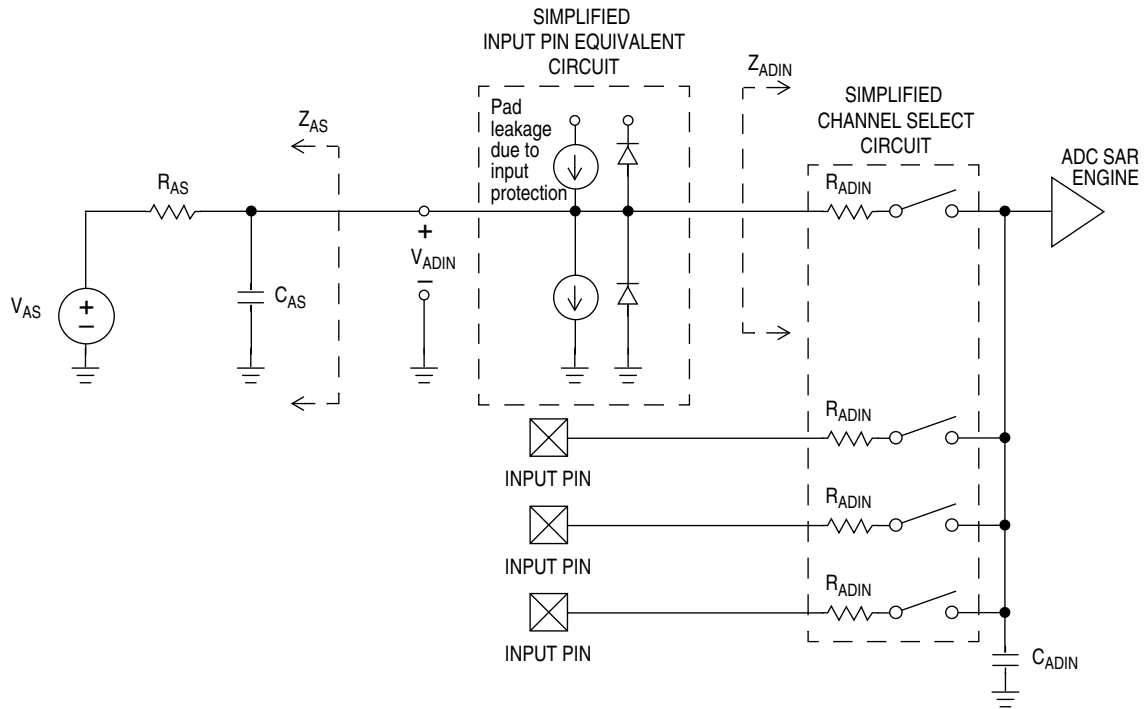 SIMPLIFIED
INPUT PIN EQUIVALENT
CIRCUIT
Z_ADIN
SIMPLIFIED
CHANNEL SELECT
CIRCUIT
ADC SAR
ENGINE
Pad
leakage
due to
input
protection
Z_AS
R_AS
R_ADIN
+
V_ADIN
−
V_AS
+
−
C_AS
R_ADIN
INPUT PIN
R_ADIN
INPUT PIN
R_ADIN
INPUT PIN
C_ADIN